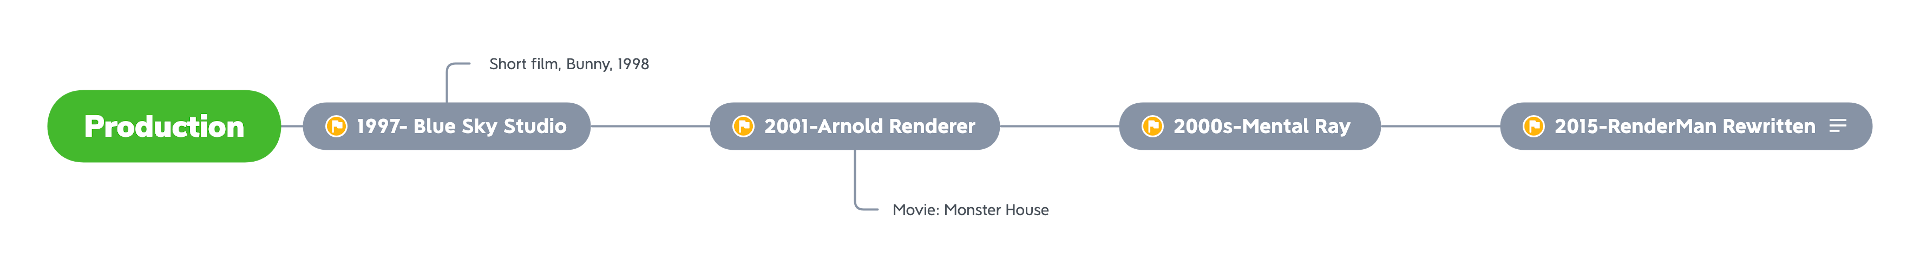 Short film, Bunny, 1998
Production
1997- Blue Sky Studio
2001-Arnold Renderer
2000s-Mental Ray
2015-RenderMan Rewritten
Movie: Monster House